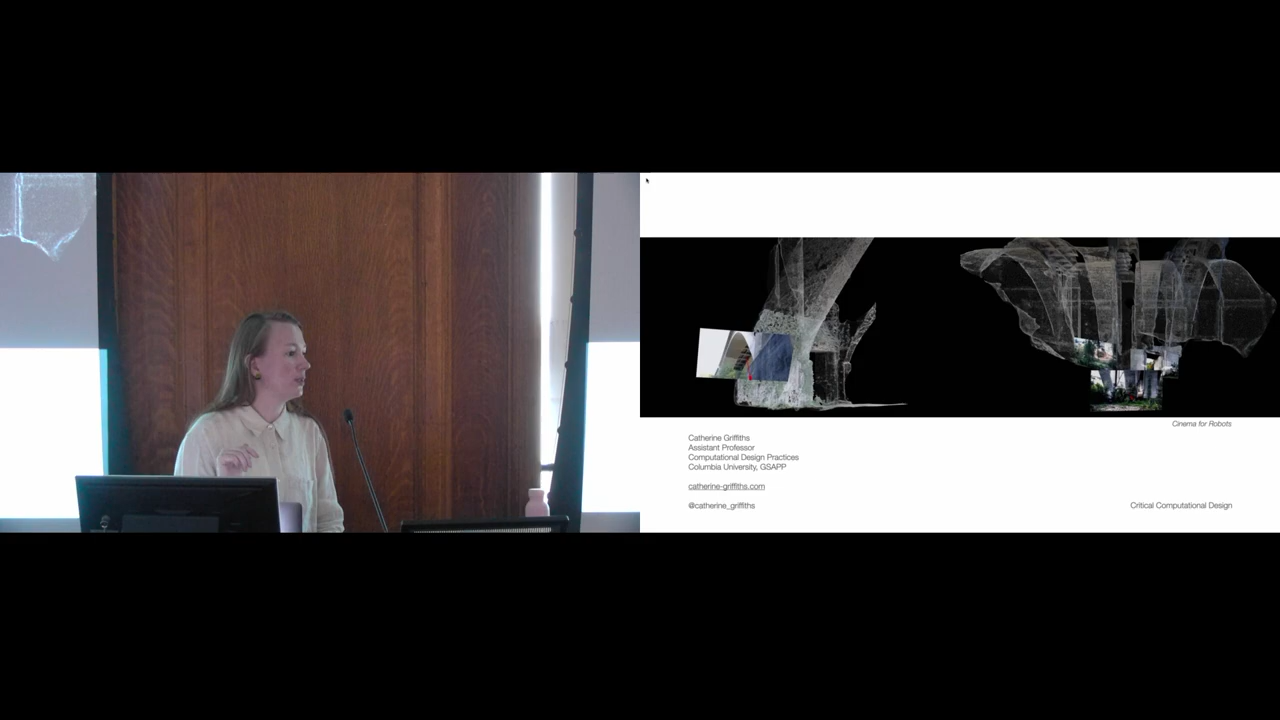 Cinema for Robots
Catherine Griffiths
Assistant Professor
Computational Design Practices
Columbia University, GSAPP
catherine-griffiths.com
@catherine_griffiths
Critical Computational Design